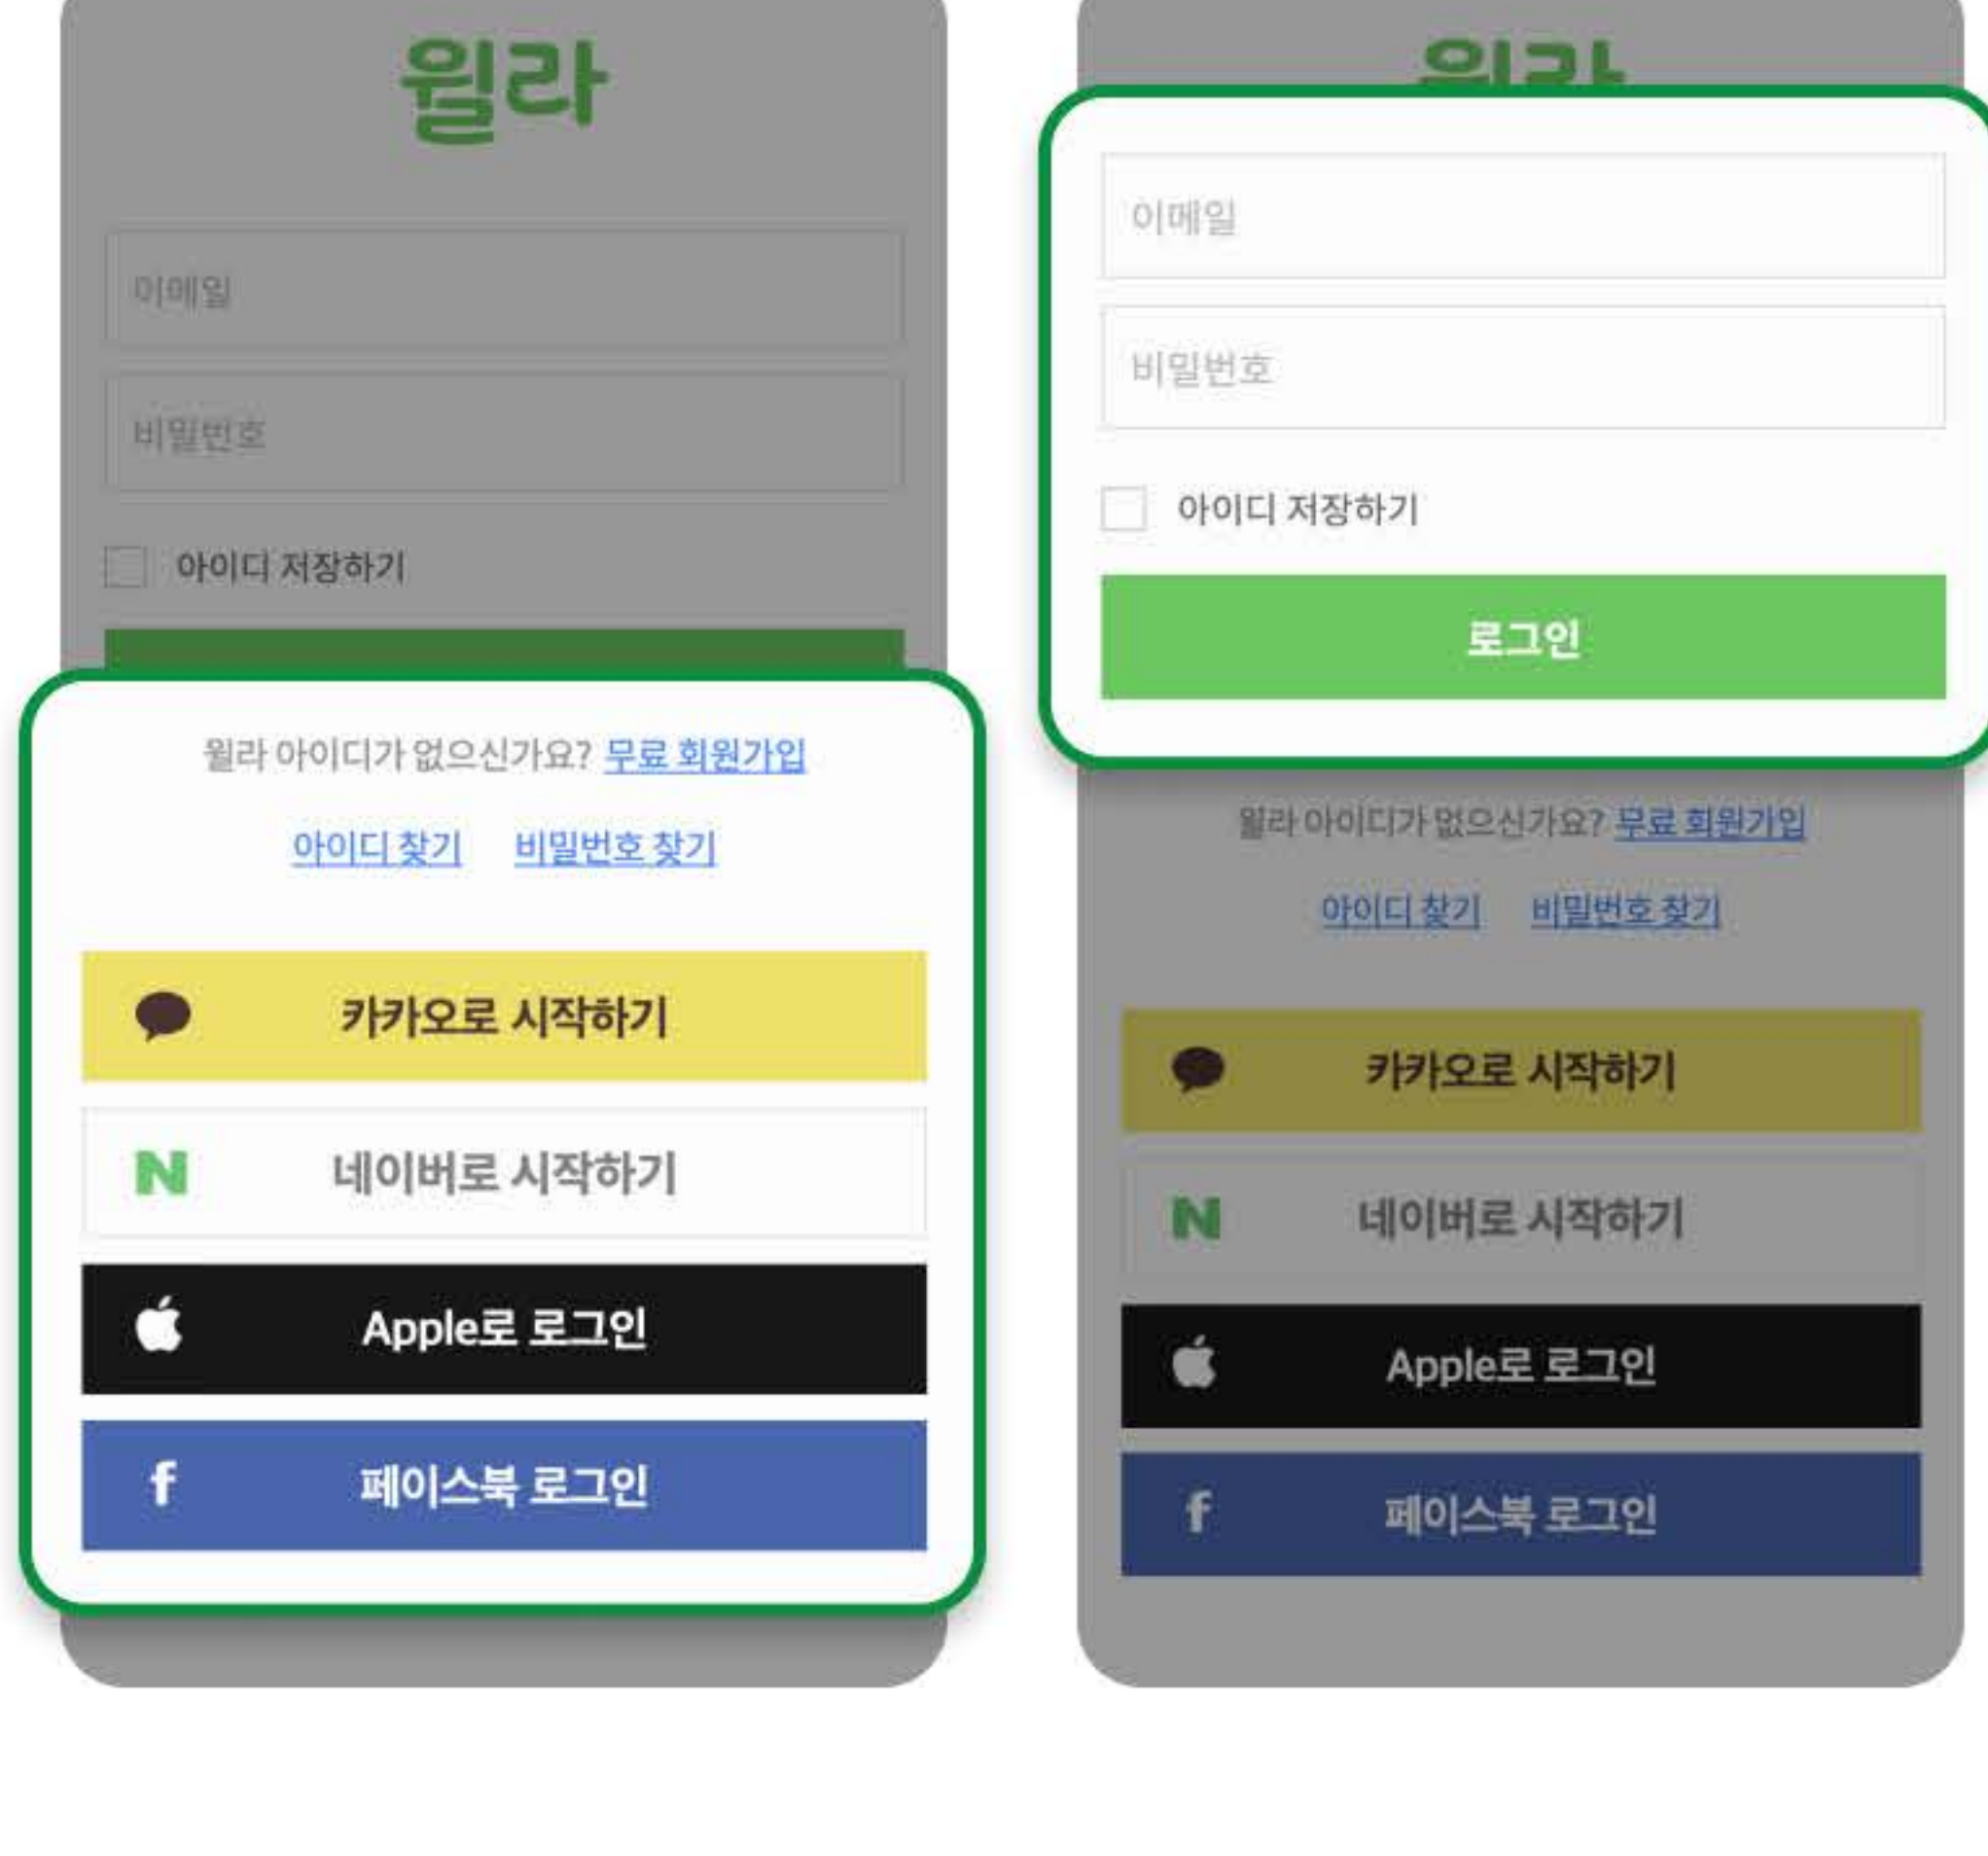 윌라
이메일
비밀번호
아이디 저장하기
윌라 아이디가 없으신가요? 무료 회원가입
아이디 찾기 비밀번호 찾기
카카오로 시작하기
N 네이버로 시작하기
Apple로 로그인
f 페이스북 로그인
윌라
이메일
비밀번호
아이디 저장하기
로그인
윌라 아이디가 없으신가요? 무료 회원가입
아이디 찾기 비밀번호 찾기
카카오로 시작하기
N 네이버로 시작하기
Apple로 로그인
f 페이스북 로그인